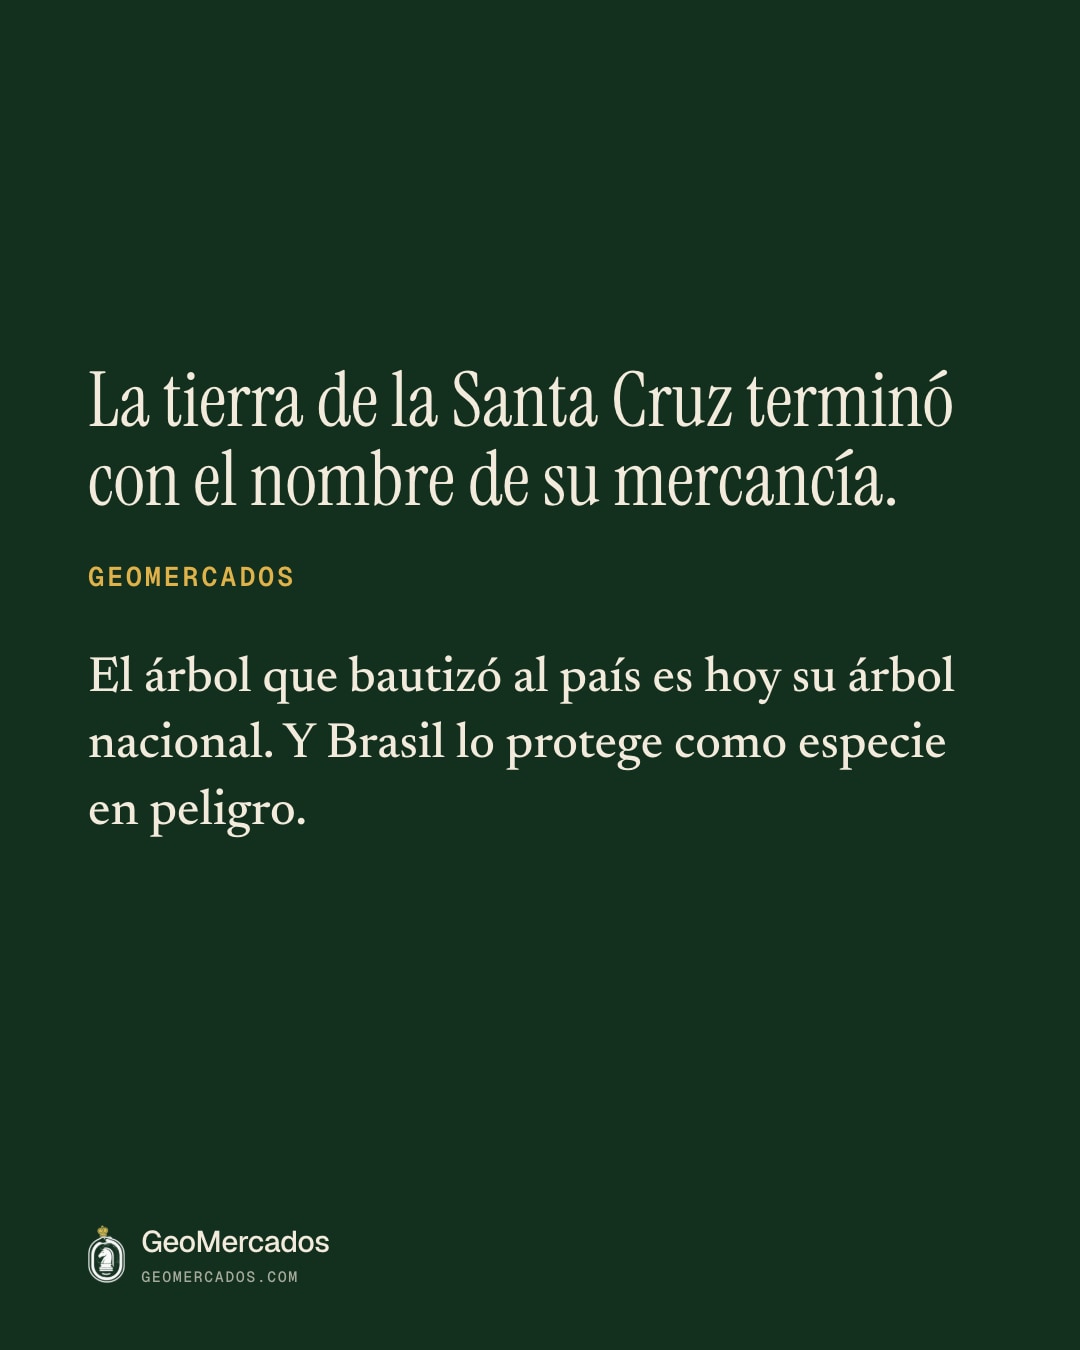 La tierra de la Santa Cruz terminó
con el nombre de su mercancía.
GEOMERCADOS
El árbol que bautizó al país es hoy su árbol
nacional. Y Brasil lo protege como especie
en peligro.
GeoMercados
GEOMERCADOS.COM